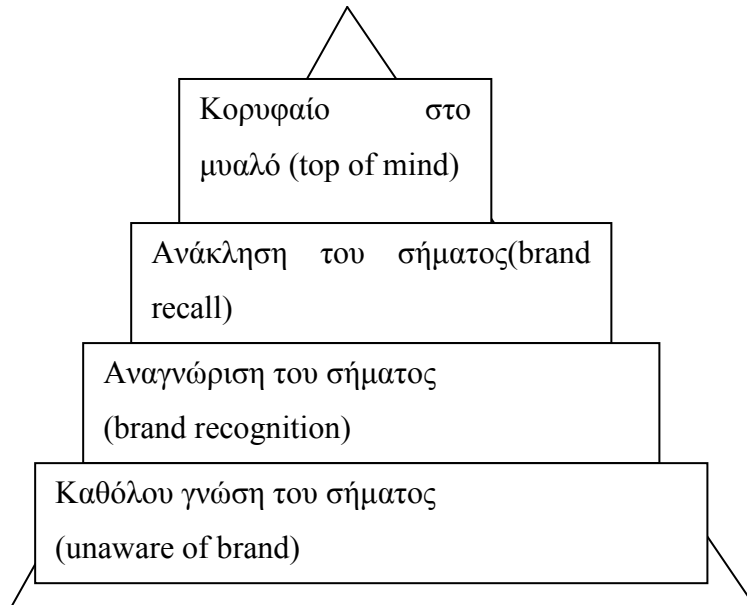 Κορυφαίο στο
μυαλό (top of mind)
Ανάκληση του σήματος(brand
recall)
Αναγνώριση του σήματος
(brand recognition)
Καθόλου γνώση του σήματος
(unaware of brand)